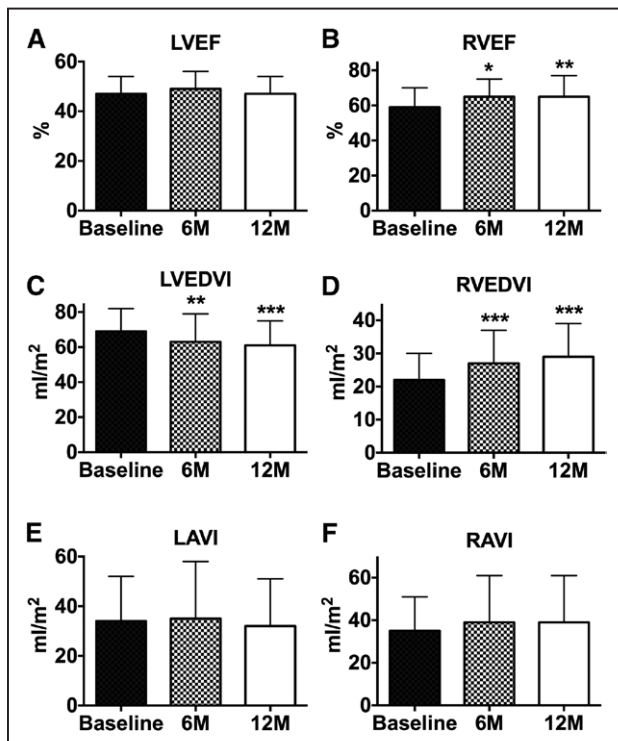 A
LVEF
60
40
20
0
%
Baseline 6M 12M
B
RVEF
* **
80
60
40
20
0
%
Baseline 6M 12M
C
LVEDVI
** ***
80
60
40
20
0
ml/m²
Baseline 6M 12M
D
RVEDVI
*** ***
40
30
20
10
0
ml/m²
Baseline 6M 12M
E
LAVI
60
40
20
0
ml/m²
Baseline 6M 12M
F
RAVI
60
40
20
0
ml/m²
Baseline 6M 12M